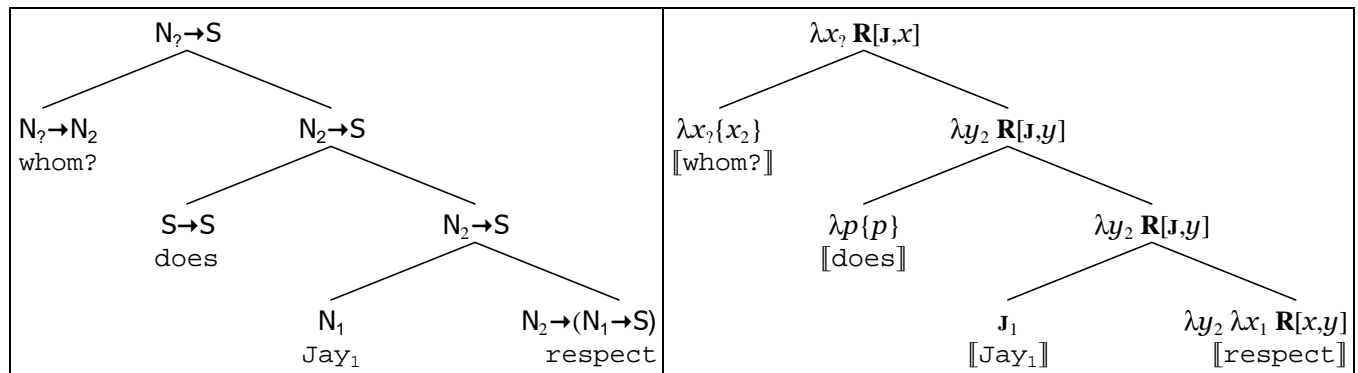 N?→S λx? R[J,x]
N?→N₂ N₂→S λx?{x₂} λy₂ R[J,y]
whom? ⟦whom?⟧
S→S N₂→S λp{p} λy₂ R[J,y]
does ⟦does⟧
N₁ N₂→(N₁→S) J₁ λy₂ λx₁ R[x,y]
Jay₁ respect ⟦Jay₁⟧ ⟦respect⟧